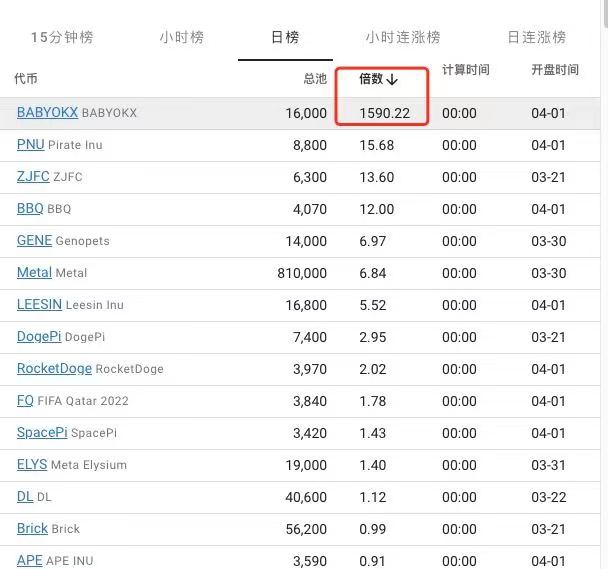 15分钟榜 小时榜 日榜 小时连涨榜 日连涨榜
代币 总池 倍数↓ 计算时间 开盘时间
BABYOKX BABYOKX 16,000 1590.22 00:00 04-01
PNU Pirate Inu 8,800 15.68 00:00 04-01
ZJFC ZJFC 6,300 13.60 00:00 03-21
BBQ BBQ 4,070 12.00 00:00 04-01
GENE Genopets 14,000 6.97 00:00 03-30
Metal Metal 810,000 6.84 00:00 03-30
LEESIN Leesin Inu 16,800 5.52 00:00 04-01
DogePi DogePi 7,400 2.95 00:00 03-21
RocketDoge RocketDoge 3,970 2.02 00:00 04-01
FQ FIFA Qatar 2022 3,840 1.78 00:00 04-01
SpacePi SpacePi 3,420 1.43 00:00 04-01
ELYS Meta Elysium 19,000 1.40 00:00 03-31
DL DL 40,600 1.12 00:00 03-22
Brick Brick 56,200 0.99 00:00 03-21
APE APE INU 3,590 0.91 00:00 04-01